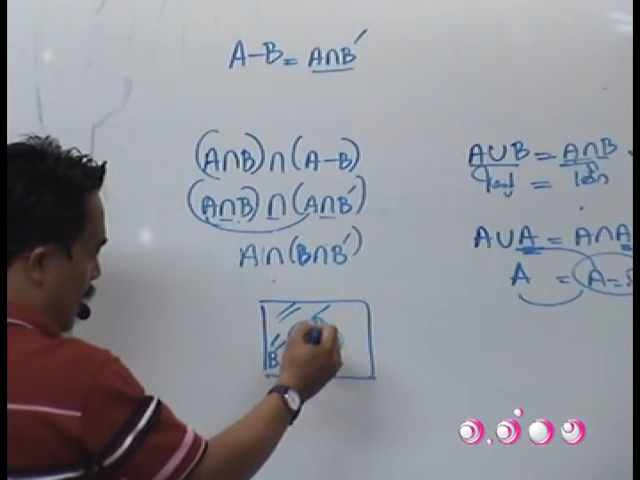 A-B = A∩B′
(A∩B)∩(A-B)
(A∩B)∩(A∩B′)
A∩(B∩B′)
B
A∪B = A∩B
ใหญ่ = เล็ก
A∪A = A∩A
A = A